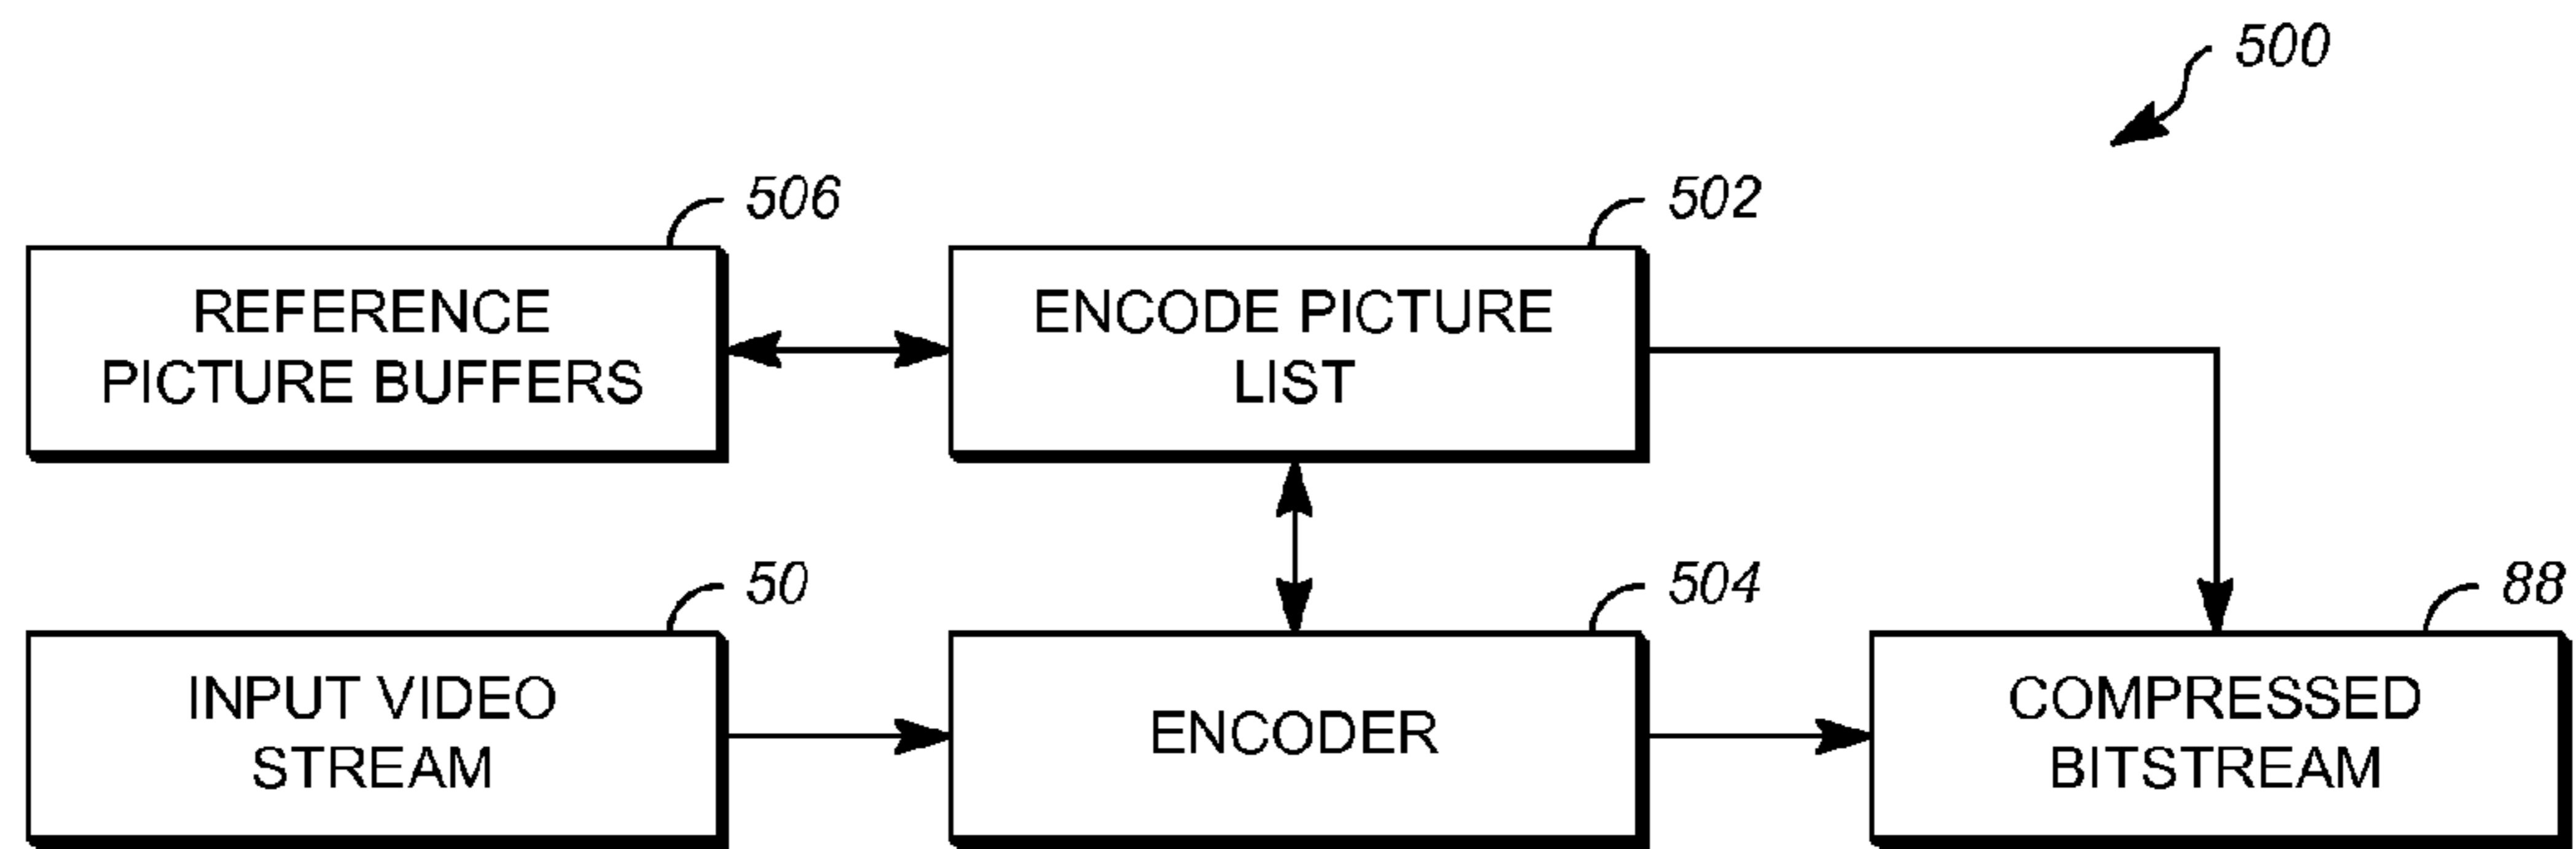 500
506
REFERENCE
PICTURE BUFFERS
502
ENCODE PICTURE
LIST
50
INPUT VIDEO
STREAM
504
ENCODER
88
COMPRESSED
BITSTREAM